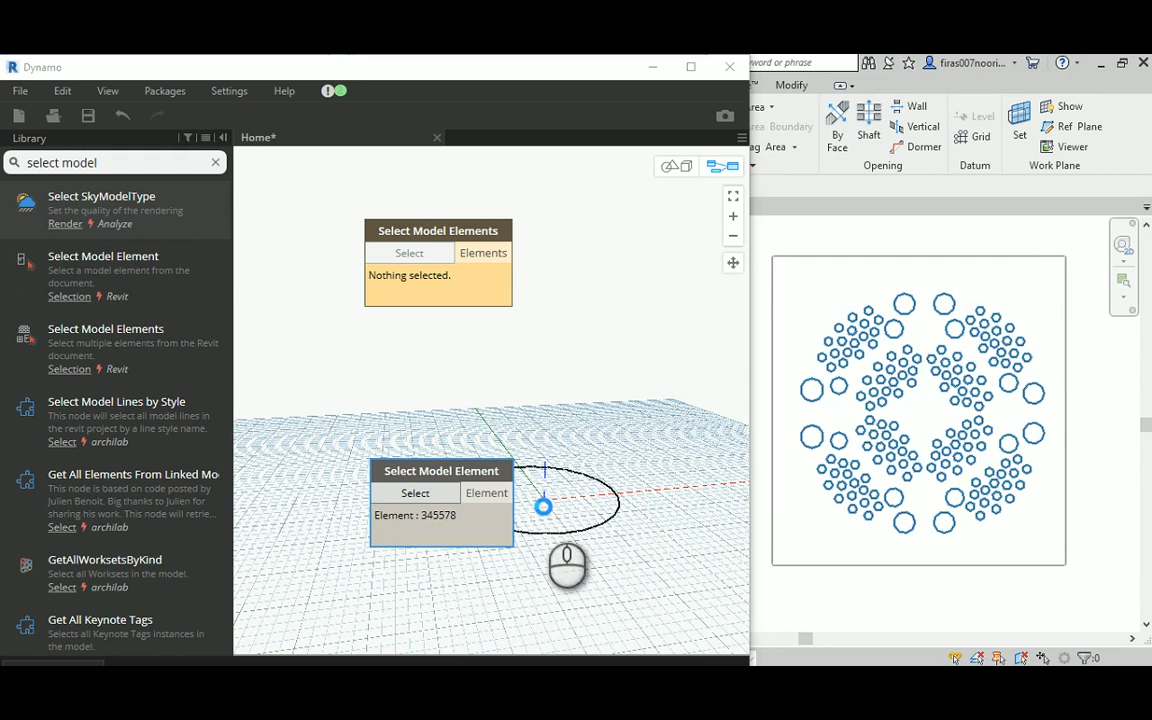 Dynamo
word or phrase
firas007noori...
File Edit View Packages Settings Help
Modify
Library
Home*
select model
Select SkyModelType
Set the quality of the rendering
Render Analyze
Select Model Element
Select a model element from the
document.
Selection Revit
Select Model Elements
Select multiple elements from the Revit
document.
Selection Revit
Select Model Lines by Style
This node will select all model lines in
the revit project by a line style name.
Select archilab
Get All Elements From Linked Mo
This node is based on code posted by
Julien Benoit. Big thanks to Julien for
sharing his work. This node will retrie...
Select archilab
GetAllWorksetsByKind
Select all Worksets in the model.
Select archilab
Get All Keynote Tags
Selects all Keynote Tags instances in
the model.
Select Model Elements
Select Elements
Nothing selected.
Select Model Element
Select Element
Element : 345578
Area
Area Boundary
ag Area
By
Face
Shaft
Wall
Vertical
Dormer
Opening
Level
Grid
Datum
Set
Show
Ref Plane
Viewer
Work Plane
2D
:0